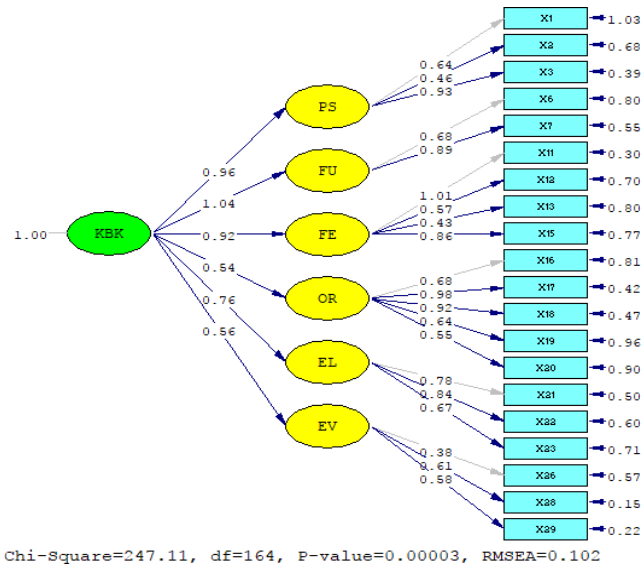 X1 1.03
X2 0.68
X3 0.39
X6 0.80
X7 0.55
X11 0.30
X12 0.70
X13 0.80
X15 0.77
X16 0.81
X17 0.42
X18 0.47
X19 0.96
X20 0.90
X21 0.50
X22 0.60
X23 0.71
X26 0.57
X28 0.15
X29 0.22
PS
FU
FE
OR
EL
EV
1.00 KBK
0.96
1.04
0.92
0.54
0.76
0.56
0.64
0.46
0.93
0.68
0.89
1.01
0.57
0.43
0.86
0.68
0.98
0.92
0.64
0.55
0.78
0.84
0.67
0.38
0.61
0.58
Chi-Square=247.11, df=164, P-value=0.00003, RMSEA=0.102